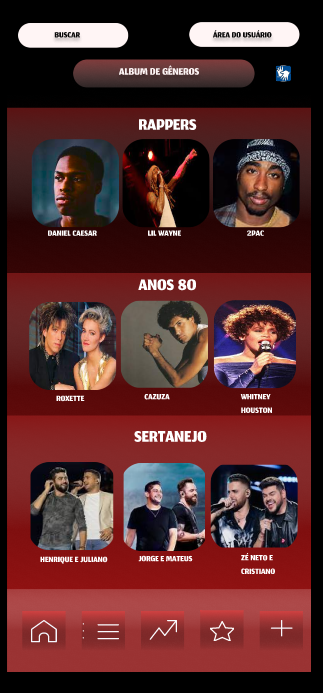 BUSCAR
ÁREA DO USUÁRIO
ALBUM DE GÊNEROS
RAPPERS
DANIEL CAESAR
LIL WAYNE
2PAC
ANOS 80
ROXETTE
CAZUZA
WHITNEY
HOUSTON
SERTANEJO
HENRIQUE E JULIANO
JORGE E MATEUS
ZÉ NETO E
CRISTIANO